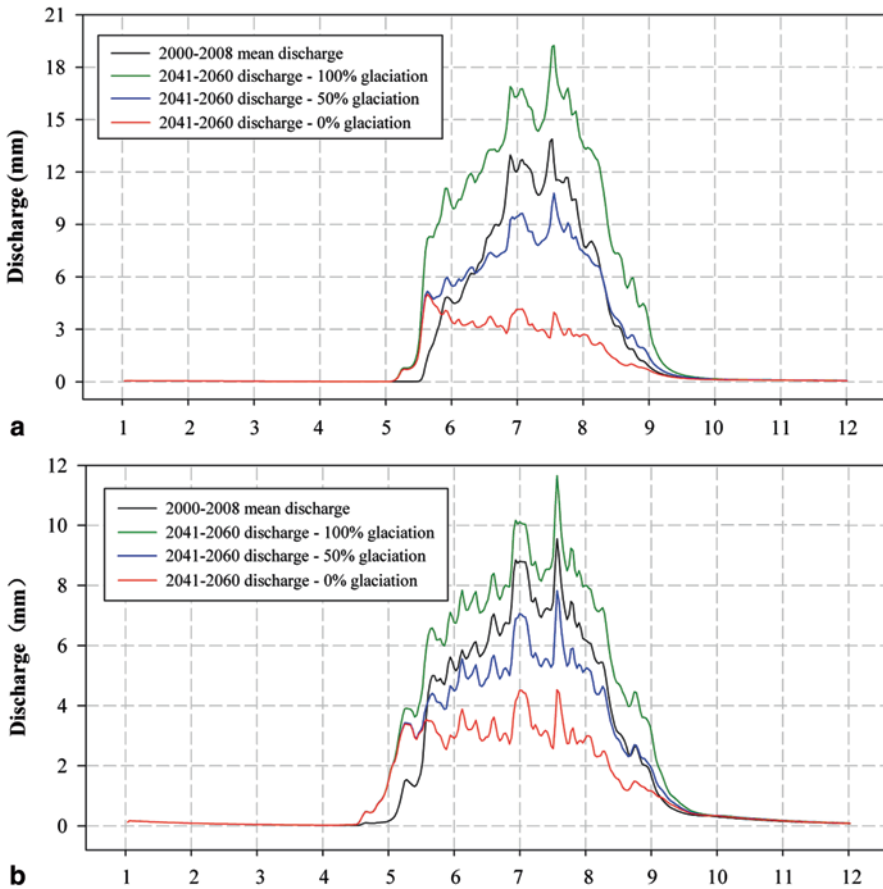 21
18
15
12
9
6
3
0
Discharge (mm)
2000-2008 mean discharge
2041-2060 discharge - 100% glaciation
2041-2060 discharge - 50% glaciation
2041-2060 discharge - 0% glaciation
1 2 3 4 5 6 7 8 9 10 11 12
a
12
10
8
6
4
2
0
Discharge（mm）
2000-2008 mean discharge
2041-2060 discharge - 100% glaciation
2041-2060 discharge - 50% glaciation
2041-2060 discharge - 0% glaciation
1 2 3 4 5 6 7 8 9 10 11 12
b